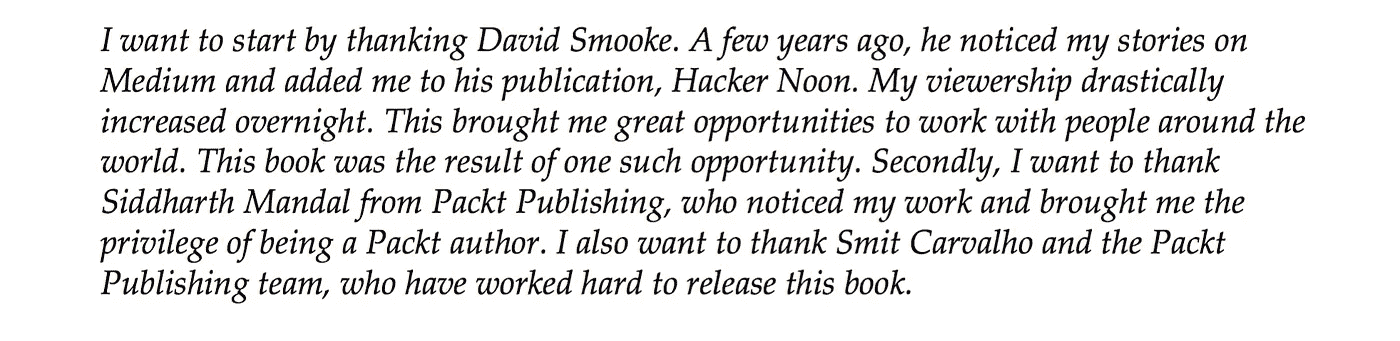 I want to start by thanking David Smooke. A few years ago, he noticed my stories on
Medium and added me to his publication, Hacker Noon. My viewership drastically
increased overnight. This brought me great opportunities to work with people around the
world. This book was the result of one such opportunity. Secondly, I want to thank
Siddharth Mandal from Packt Publishing, who noticed my work and brought me the
privilege of being a Packt author. I also want to thank Smit Carvalho and the Packt
Publishing team, who have worked hard to release this book.